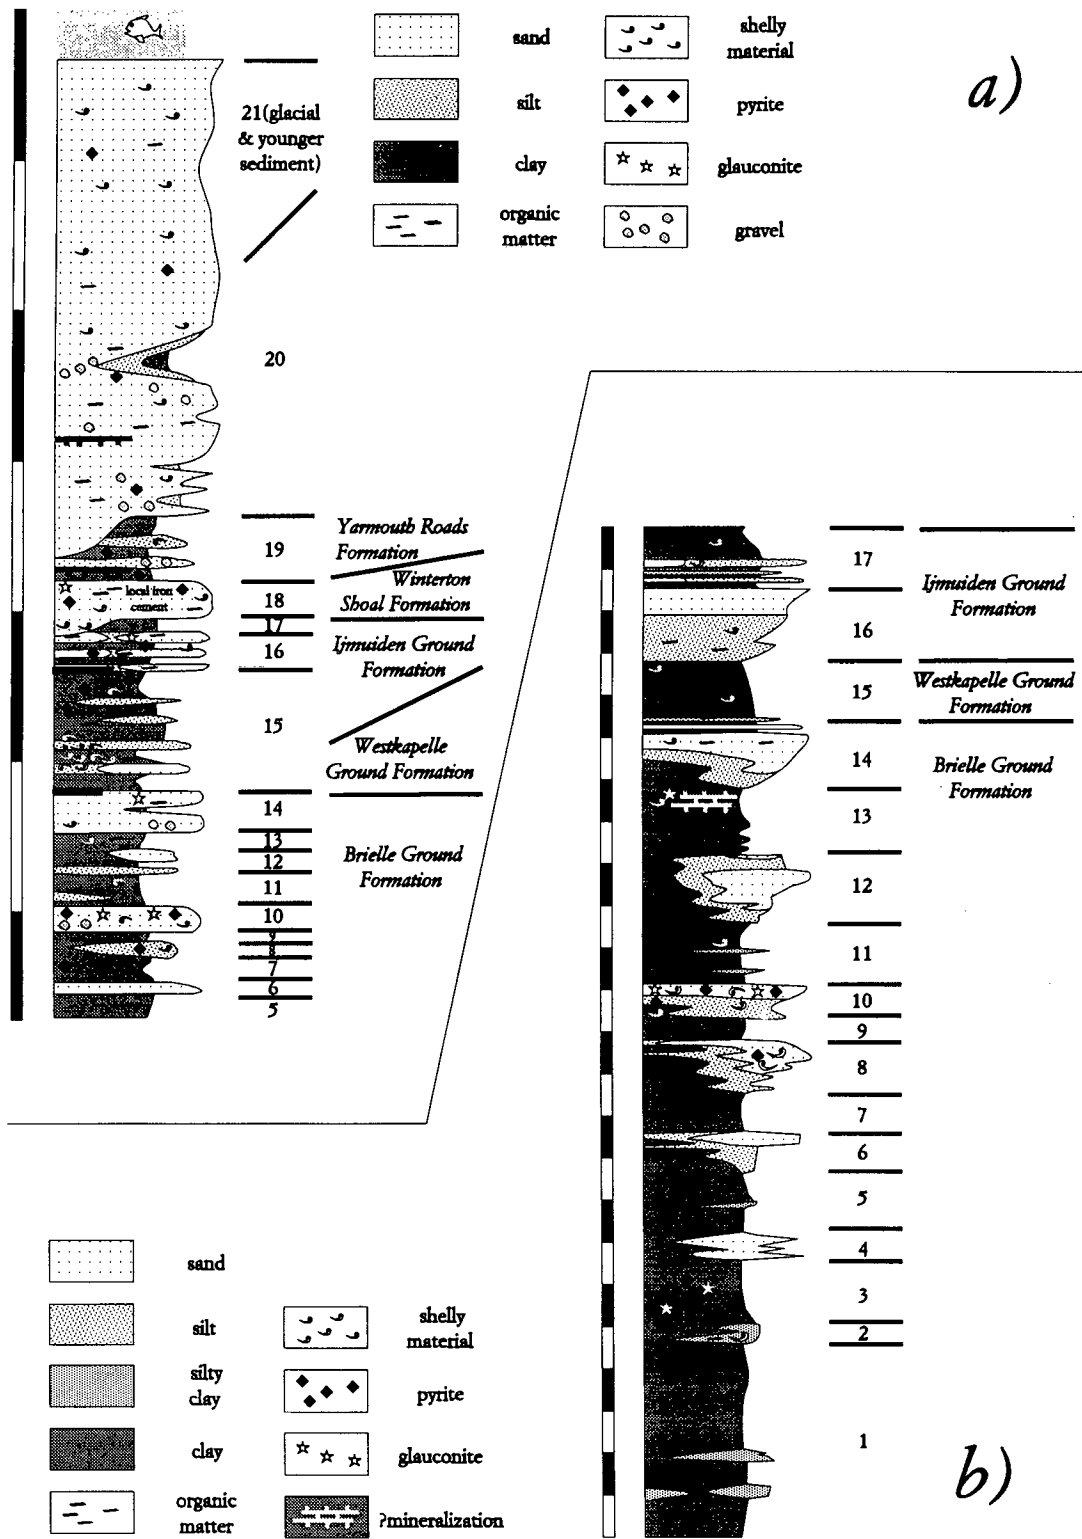 a)
sand
silt
clay
organic
matter
shelly
material
pyrite
glauconite
gravel
21(glacial
& younger
sediment)
20
19
18
17
16
15
14
13
12
11
10
9
8
7
6
5
local iron
cement
Yarmouth Roads
Formation
Winterton
Shoal Formation
Ijmuiden Ground
Formation
Westkapelle
Ground Formation
Brielle Ground
Formation
17
16
15
14
13
12
11
10
9
8
7
6
5
4
3
2
1
Ijmuiden Ground
Formation
Westkapelle Ground
Formation
Brielle Ground
Formation
sand
silt
silty
clay
clay
organic
matter
shelly
material
pyrite
glauconite
?mineralization
b)